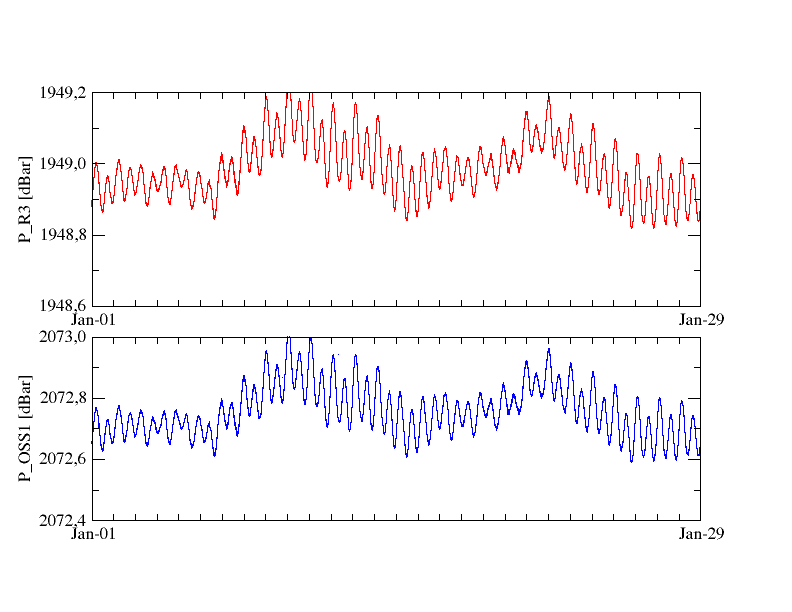 1949,2
1949,0
1948,8
1948,6
P_R3 [dBar]
Jan-01
Jan-29
2073,0
2072,8
2072,6
2072,4
P_OSS1 [dBar]
Jan-01
Jan-29